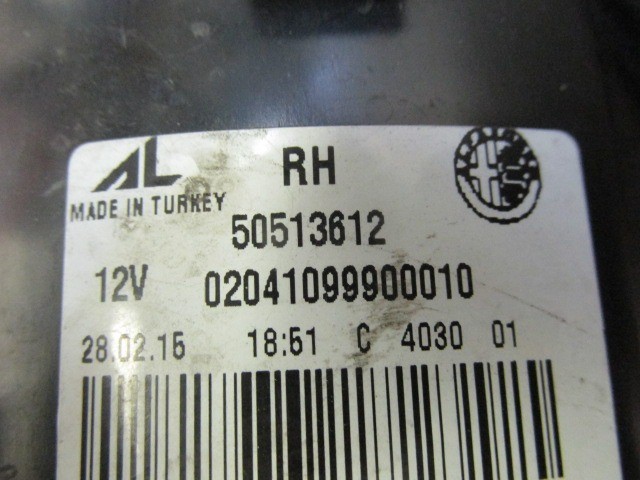 AL RH
MADE IN TURKEY
50513612
12V 02041099900010
28.02.15 18:51 C 4030 01